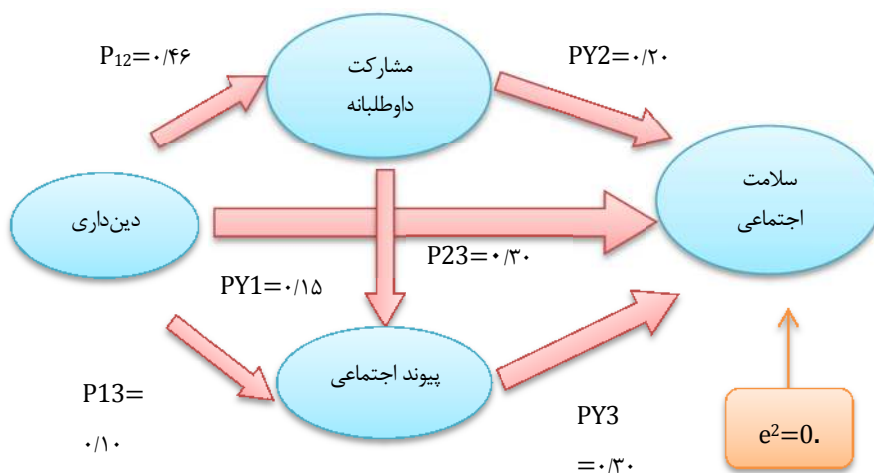 P₁₂=۰/۴۶
مشارکت
داوطلبانه
PY2=۰/۲۰
سلامت
اجتماعی
دین‌داری
P23=۰/۳۰
PY1=۰/۱۵
پیوند اجتماعی
P13=
۰/۱۰
PY3
=۰/۳۰
e²=0.